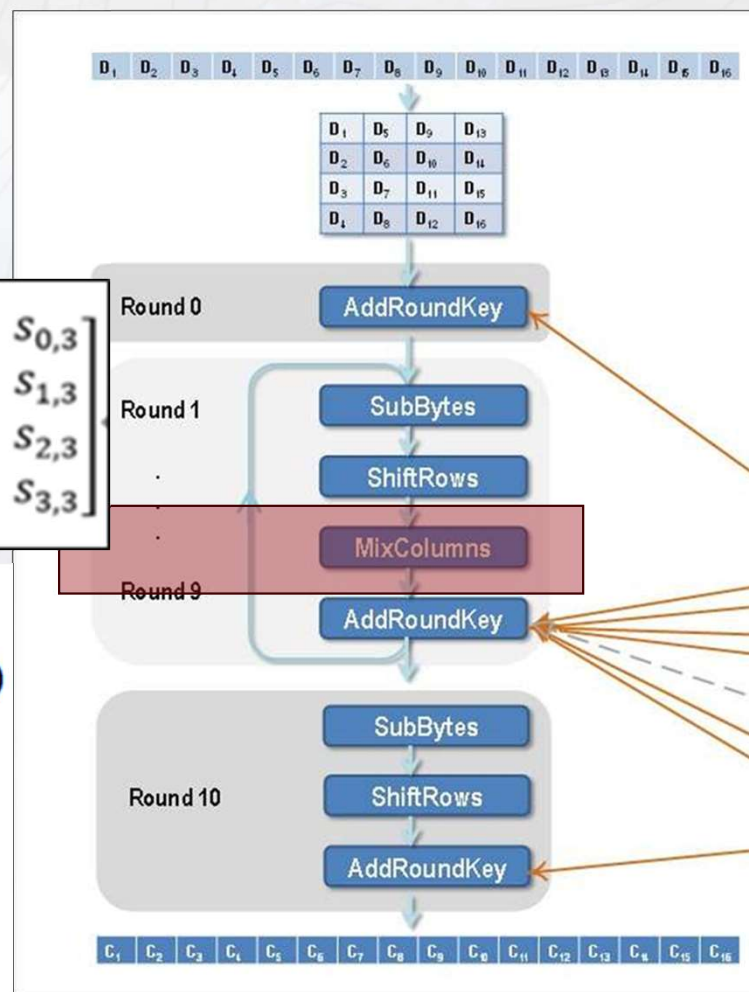 D₁ D₂ D₃ D₄ D₅ D₆ D₇ D₈ D₉ D₁₀ D₁₁ D₁₂ D₁₃ D₁₄ D₁₅ D₁₆
D₁ D₅ D₉ D₁₃
D₂ D₆ D₁₀ D₁₄
D₃ D₇ D₁₁ D₁₅
D₄ D₈ D₁₂ D₁₆
Round 0
AddRoundKey
S₀,₃
S₁,₃
S₂,₃
S₃,₃
Round 1
SubBytes
ShiftRows
MixColumns
Round 9
AddRoundKey
SubBytes
Round 10
ShiftRows
AddRoundKey
C₁ C₂ C₃ C₄ C₅ C₆ C₇ C₈ C₉ C₁₀ C₁₁ C₁₂ C₁₃ C₁₄ C₁₅ C₁₆